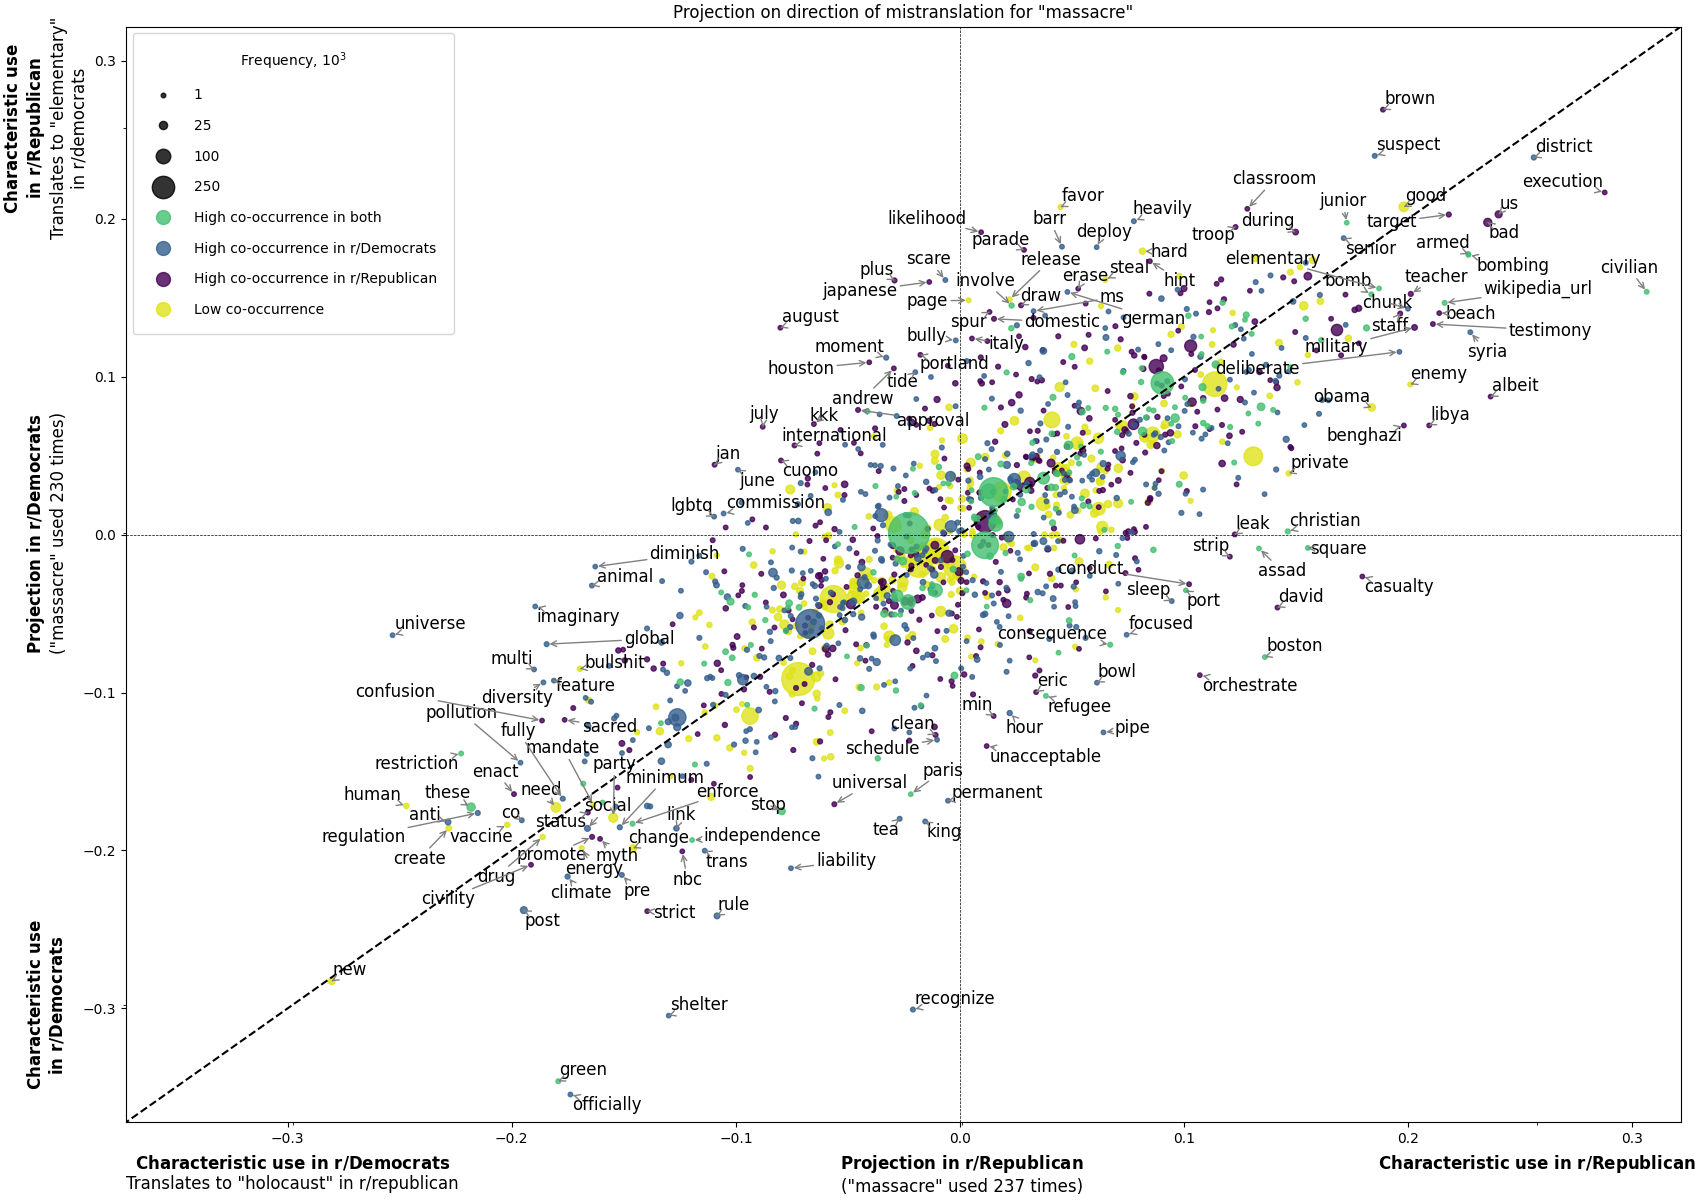 Projection on direction of mistranslation for "massacre"
Characteristic use
in r/Republican
Translates to "elementary"
in r/democrats
Projection in r/Democrats
("massacre" used 230 times)
Characteristic use
in r/Democrats
0.3
0.2
0.1
0.0
−0.1
−0.2
−0.3
Frequency, 10³
1
25
100
250
High co-occurrence in both
High co-occurrence in r/Democrats
High co-occurrence in r/Republican
Low co-occurrence
brown
suspect
district
execution
classroom
favor
junior
good
us
likelihood
barr
heavily
during
target
bad
parade
deploy
troop
senior
armed
scare
release
hard
elementary
bombing
plus
involve
erase
steal
hint
bomb
teacher
civilian
japanese
page
draw
ms
chunk
wikipedia_url
august
spur
domestic
german
staff
beach
testimony
moment
bully
italy
military
syria
houston
portland
deliberate
tide
enemy
albeit
andrew
obama
july
kkk
approval
libya
international
benghazi
jan
cuomo
private
june
lgbtq
commission
leak
christian
diminish
strip
square
animal
conduct
assad
casualty
imaginary
sleep
port
david
universe
global
consequence
focused
multi
bullshit
boston
confusion
diversity
feature
eric
bowl
orchestrate
pollution
sacred
min
refugee
fully
clean
hour
pipe
mandate
schedule
unacceptable
restriction
party
enact
minimum
universal
paris
human
these
need
enforce
stop
permanent
anti
co
social
link
tea
king
regulation
vaccine
status
change
independence
create
promote
myth
trans
liability
drug
energy
nbc
civility
climate
pre
post
strict
rule
new
shelter
recognize
green
officially
−0.3
−0.2
−0.1
0.0
0.1
0.2
0.3
Characteristic use in r/Democrats
Translates to "holocaust" in r/republican
Projection in r/Republican
("massacre" used 237 times)
Characteristic use in r/Republican